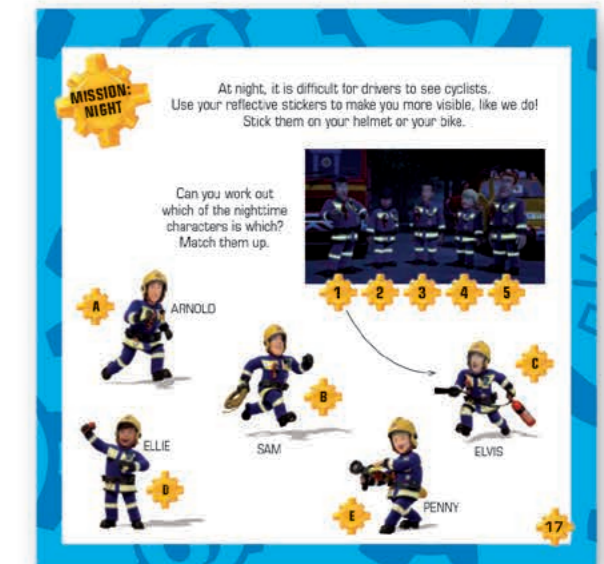 MISSION:
NIGHT
At night, it is difficult for drivers to see cyclists.
Use your reflective stickers to make you more visible, like we do!
Stick them on your helmet or your bike.
Can you work out
which of the nighttime
characters is which?
Match them up.
1 2 3 4 5
A
ARNOLD
B
SAM
C
ELVIS
ELLIE
D
E
PENNY
17